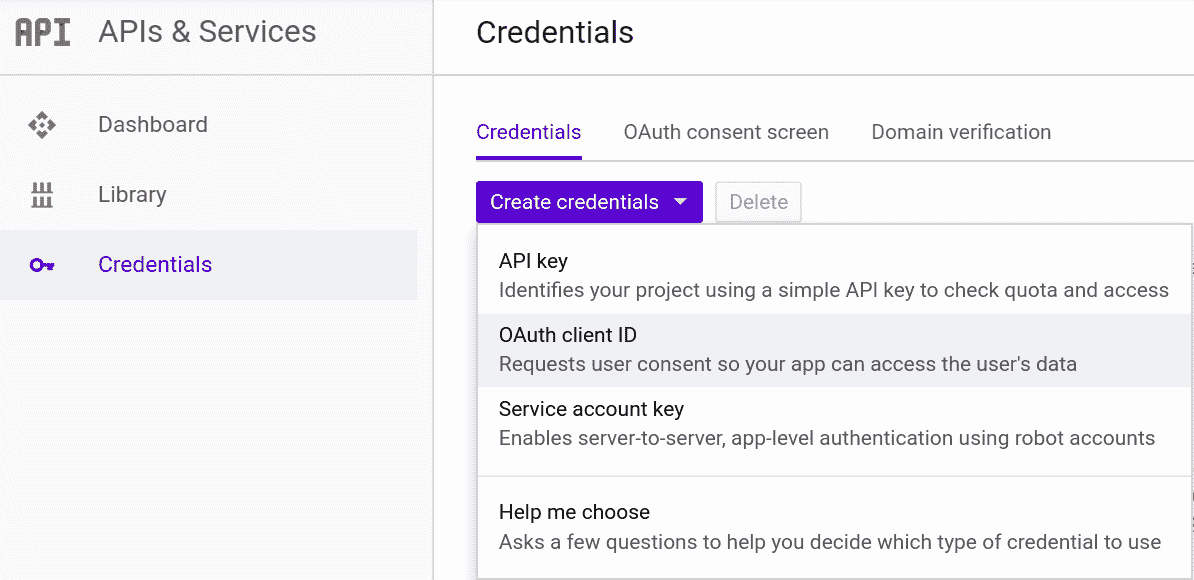 API APIs & Services
Dashboard
Library
Credentials
Credentials
Credentials OAuth consent screen Domain verification
Create credentials Delete
API key
Identifies your project using a simple API key to check quota and access
OAuth client ID
Requests user consent so your app can access the user's data
Service account key
Enables server-to-server, app-level authentication using robot accounts
Help me choose
Asks a few questions to help you decide which type of credential to use